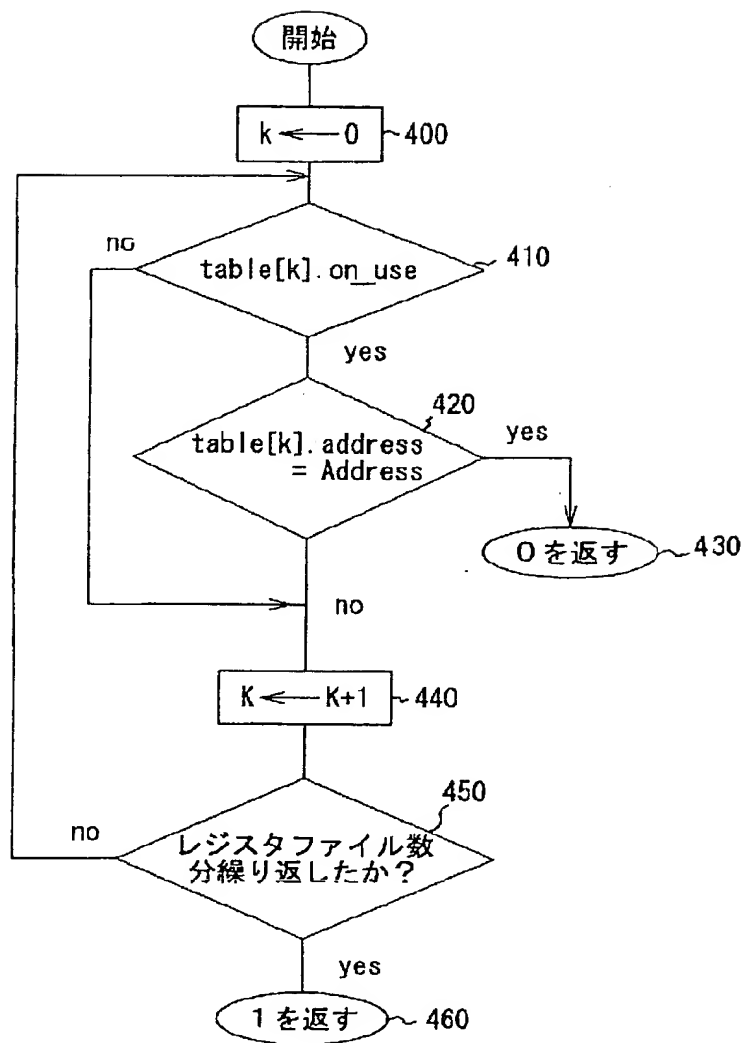 開始
k ← 0
400
no
table[k].on_use
410
yes
420
table[k].address
= Address
yes
0を返す
430
no
K ← K+1
440
450
no
レジスタファイル数
分繰り返したか?
yes
1を返す
460